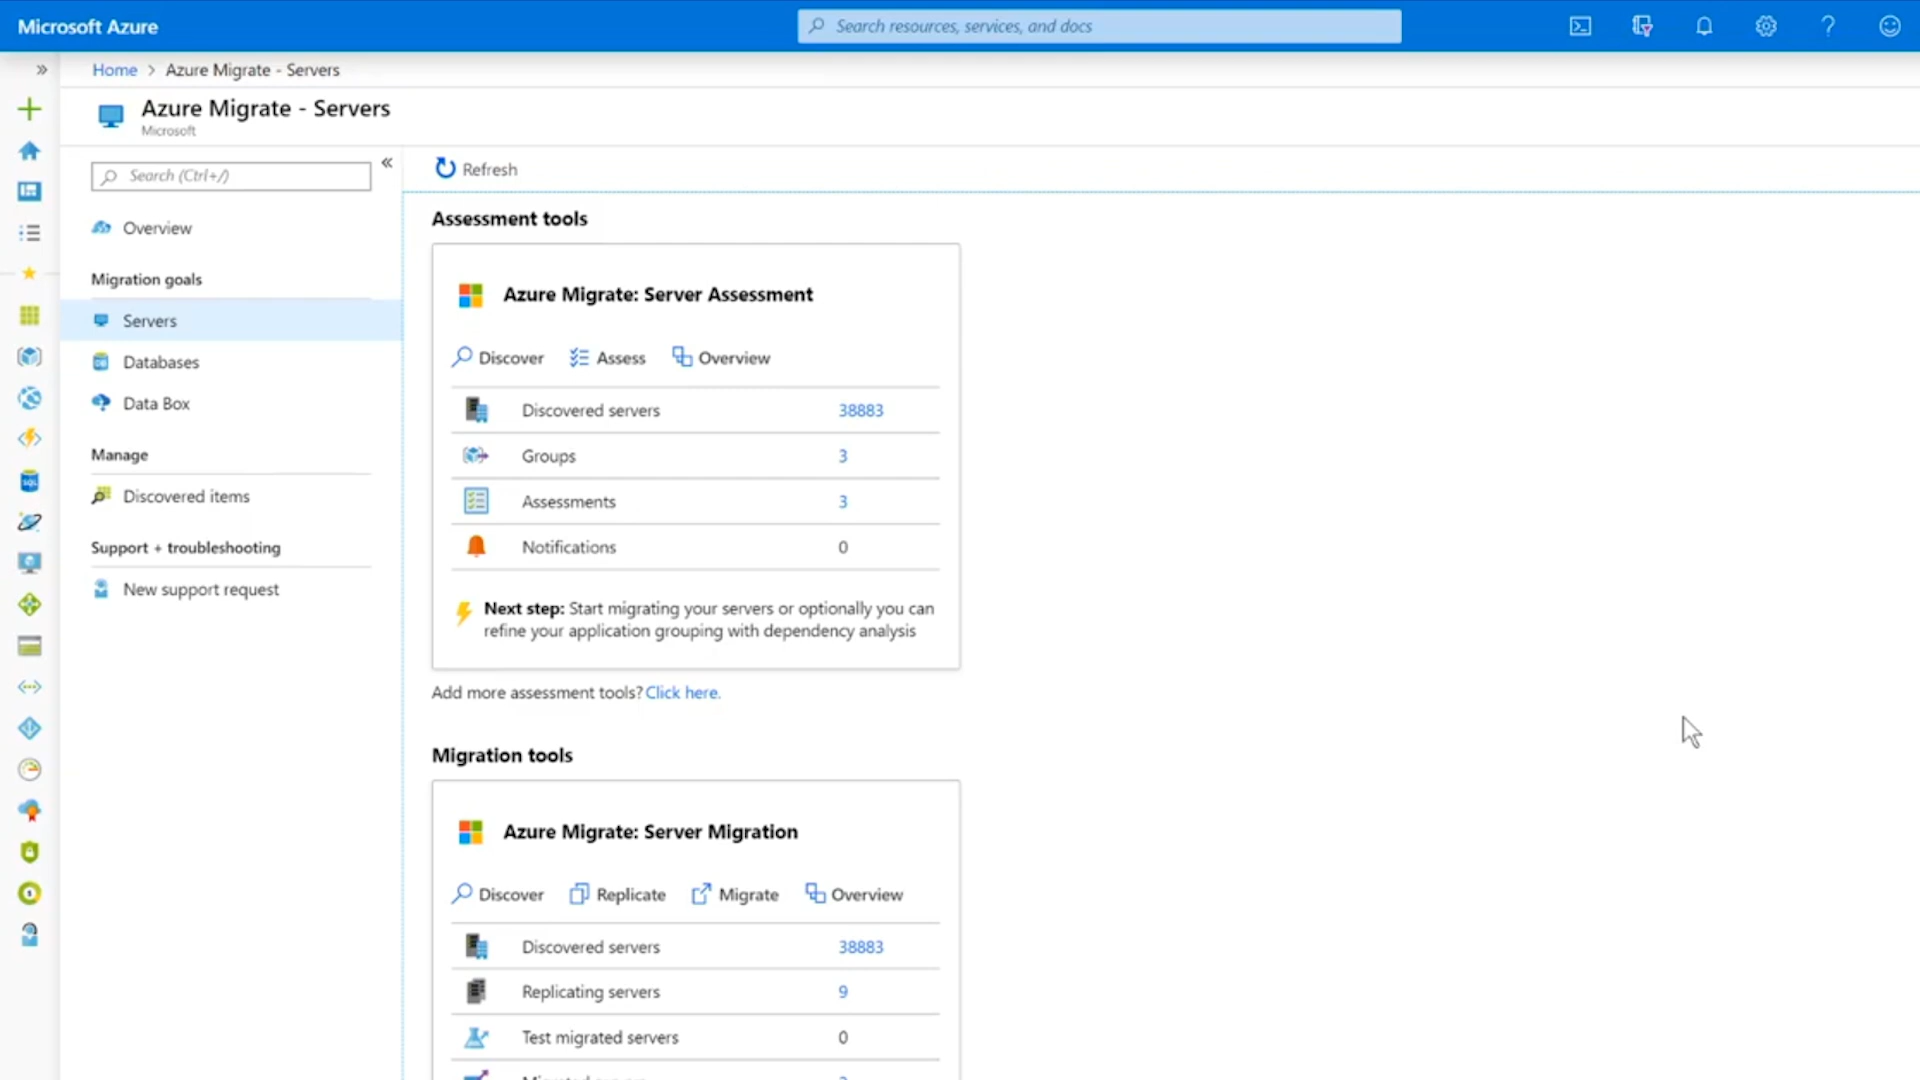 Microsoft Azure
Search resources, services, and docs
Home > Azure Migrate - Servers
Azure Migrate - Servers
Microsoft
Search (Ctrl+/)
Overview
Migration goals
Servers
Databases
Data Box
Manage
Discovered items
Support + troubleshooting
New support request
Refresh
Assessment tools
Azure Migrate: Server Assessment
Discover Assess Overview
Discovered servers 38883
Groups 3
Assessments 3
Notifications 0
Next step: Start migrating your servers or optionally you can
refine your application grouping with dependency analysis
Add more assessment tools? Click here.
Migration tools
Azure Migrate: Server Migration
Discover Replicate Migrate Overview
Discovered servers 38883
Replicating servers 9
Test migrated servers 0